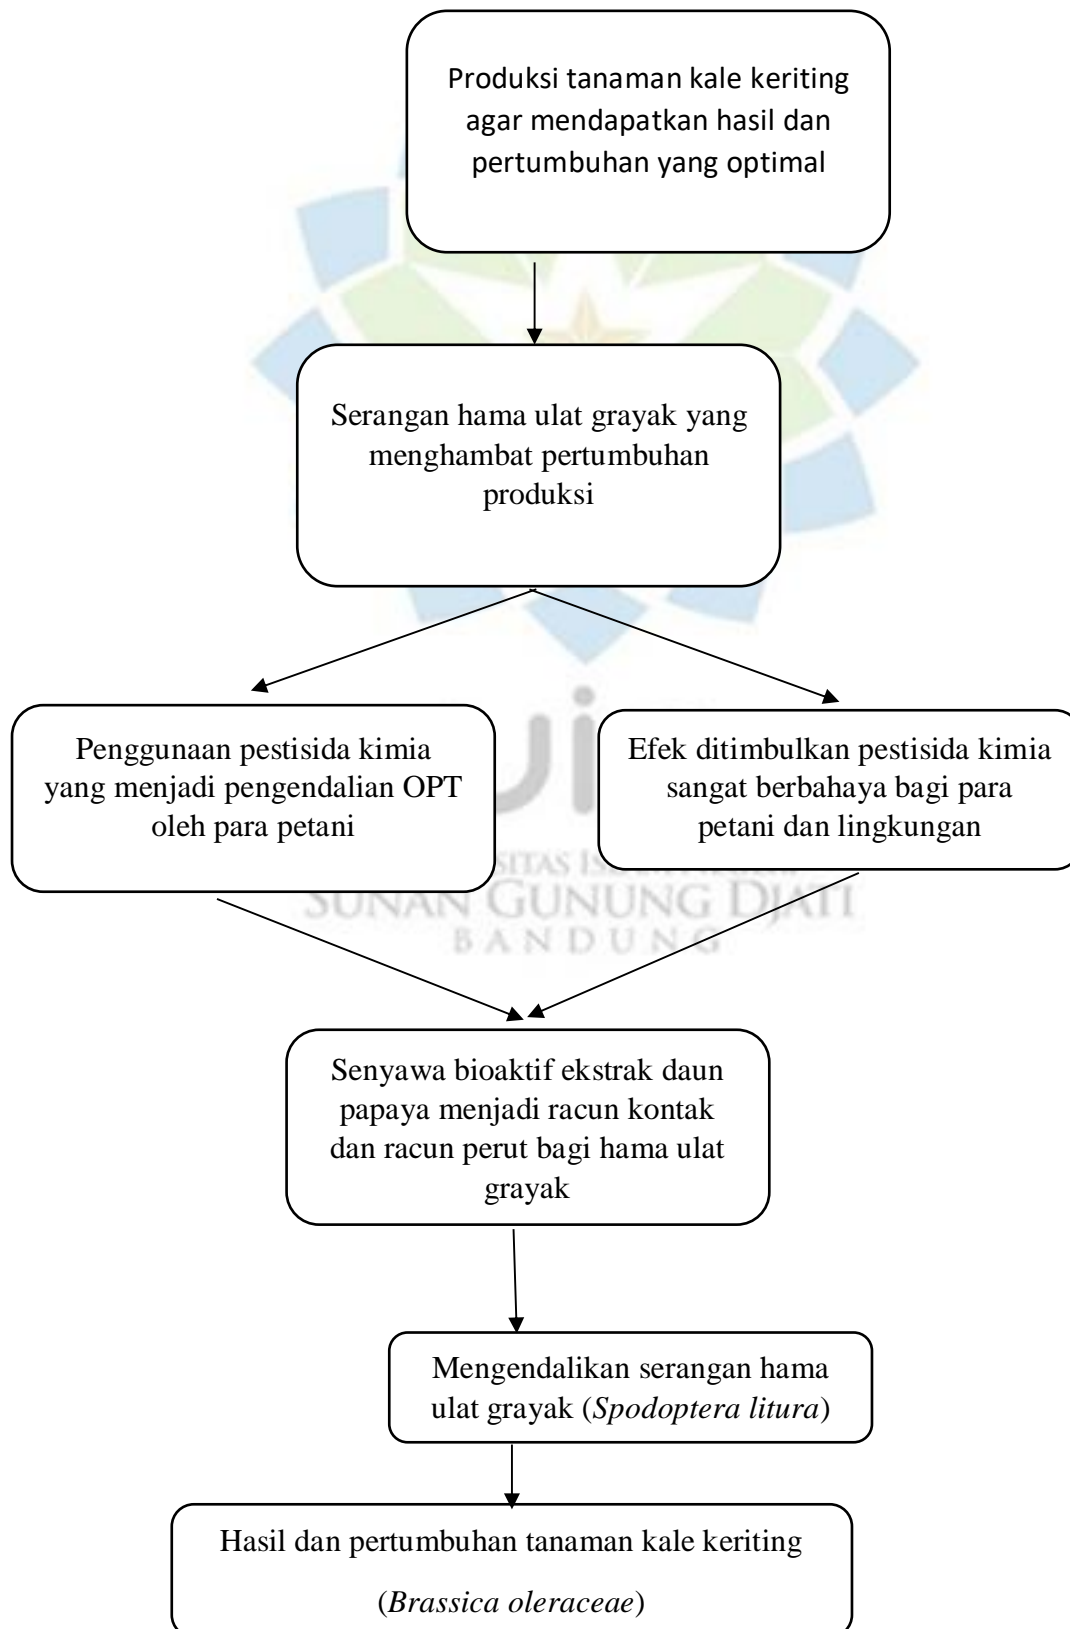 Produksi tanaman kale keriting
agar mendapatkan hasil dan
pertumbuhan yang optimal
Serangan hama ulat grayak yang
menghambat pertumbuhan
produksi
Penggunaan pestisida kimia
yang menjadi pengendalian OPT
oleh para petani
Efek ditimbulkan pestisida kimia
sangat berbahaya bagi para
petani dan lingkungan
SUNAN GUNUNG DJATI
BANDUNG
Senyawa bioaktif ekstrak daun
papaya menjadi racun kontak
dan racun perut bagi hama ulat
grayak
Mengendalikan serangan hama
ulat grayak (Spodoptera litura)
Hasil dan pertumbuhan tanaman kale keriting
(Brassica oleraceae)